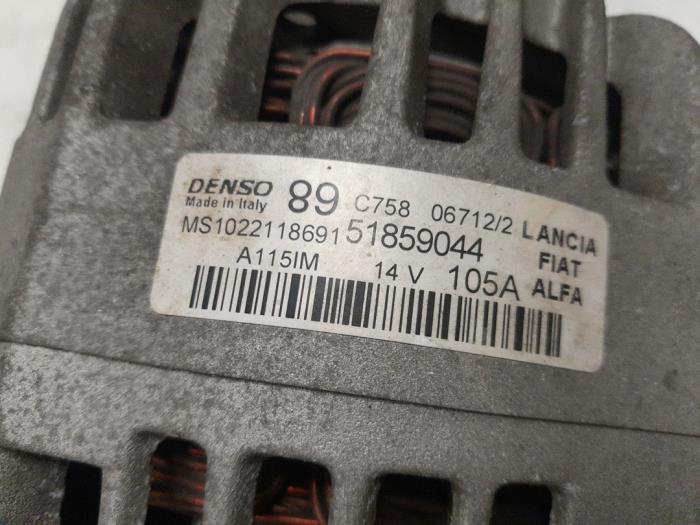 DENSO 89 C758 06712/2 LANCIA
Made in Italy
MS1022118691 51859044 FIAT
A115IM 14 V 105A ALFA